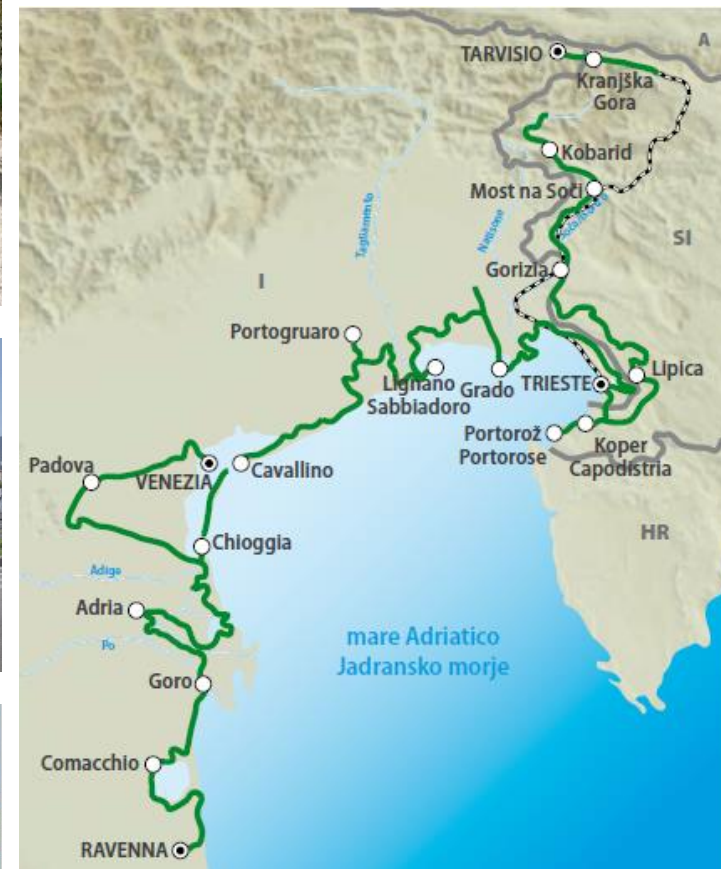 TARVISIO
A
Kranjška
Gora
Kobarid
Most na Soči
Tagliamento
Natisone
SI
Gorizia
I
Portogruaro
Lignano
Sabbiadoro
Grado
TRIESTE
Lipica
Portorož
Portorose
Koper
Capodistria
Padova
VENEZIA
Cavallino
HR
Chioggia
Adige
Adria
Po
mare Adriatico
Jadransko morje
Goro
Comacchio
RAVENNA